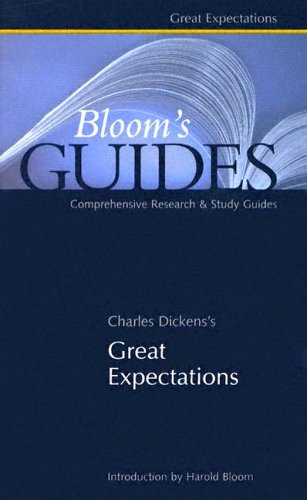 Great Expectations
Bloom's
GUIDES
Comprehensive Research & Study Guides
Charles Dickens's
Great
Expectations
Introduction by Harold Bloom